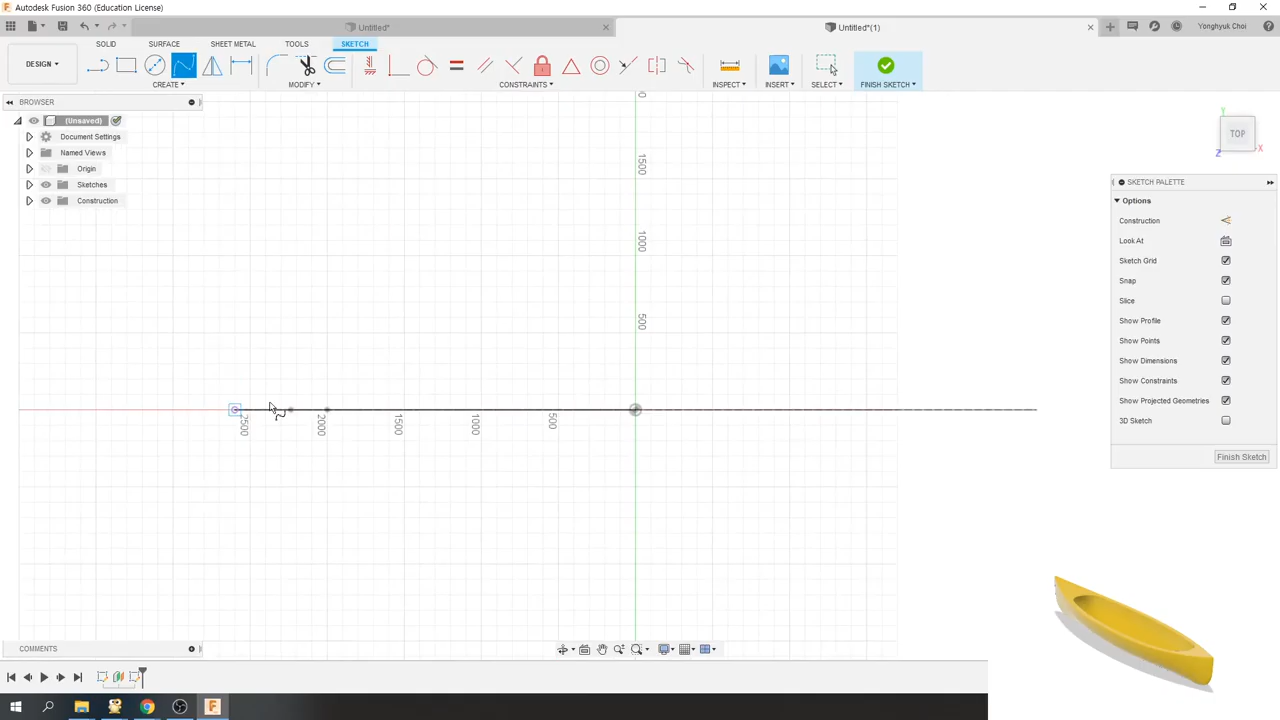 Autodesk Fusion 360 (Education License)
Untitled*
Untitled*(1)
Yonghyuk Choi
SOLID
SURFACE
SHEET METAL
TOOLS
SKETCH
DESIGN
CREATE
MODIFY
CONSTRAINTS
INSPECT
INSERT
SELECT
FINISH SKETCH
BROWSER
(Unsaved)
Document Settings
Named Views
Origin
Sketches
Construction
1500
1000
500
2500
2000
1500
1000
500
Y
TOP
Z
X
SKETCH PALETTE
Options
Construction
Look At
Sketch Grid
Snap
Slice
Show Profile
Show Points
Show Dimensions
Show Constraints
Show Projected Geometries
3D Sketch
Finish Sketch
COMMENTS